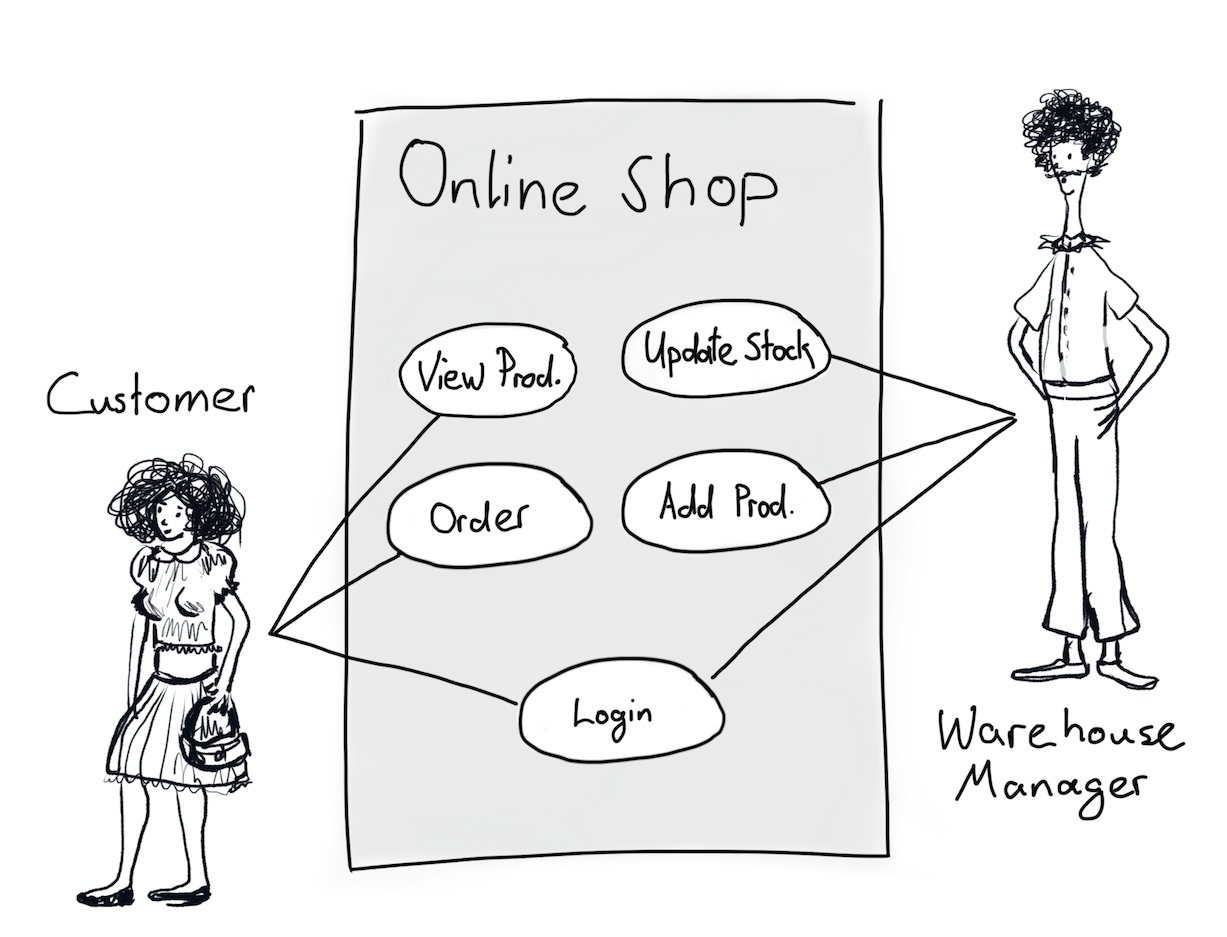 Online Shop
Customer
View Prod.
Update Stock
Order
Add Prod.
Login
Warehouse
Manager